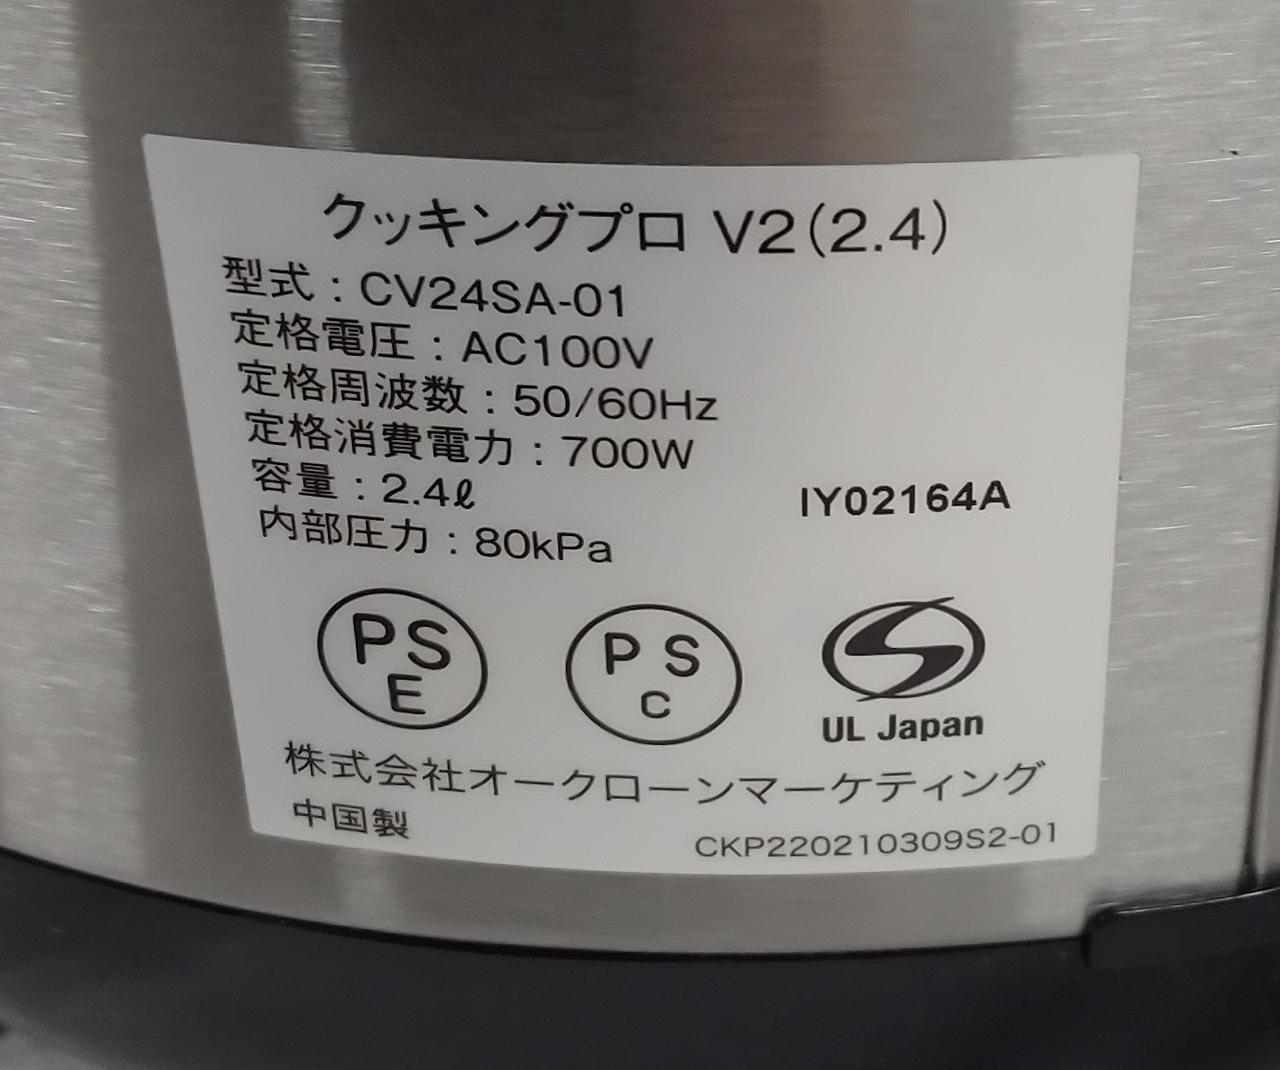 クッキングプロ V2(2.4)
型式：CV24SA-01
定格電圧：AC100V
定格周波数：50/60Hz
定格消費電力：700W
容量：2.4ℓ
内部圧力：80kPa
IY02164A
PS
E
PS
C
UL Japan
株式会社オークローンマーケティング
中国製
CKP220210309S2-01